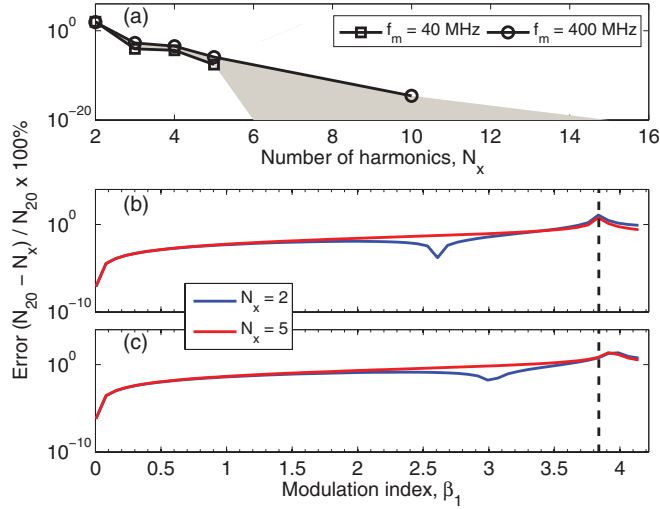 (a)
f_m = 40 MHz
f_m = 400 MHz
10^0
10^-20
2 4 6 8 10 12 14 16
Number of harmonics, N_x
Error (N_20 – N_x) / N_20 x 100%
(b)
10^0
10^-10
N_x = 2
N_x = 5
(c)
10^0
10^-10
0 0.5 1 1.5 2 2.5 3 3.5 4
Modulation index, β_1